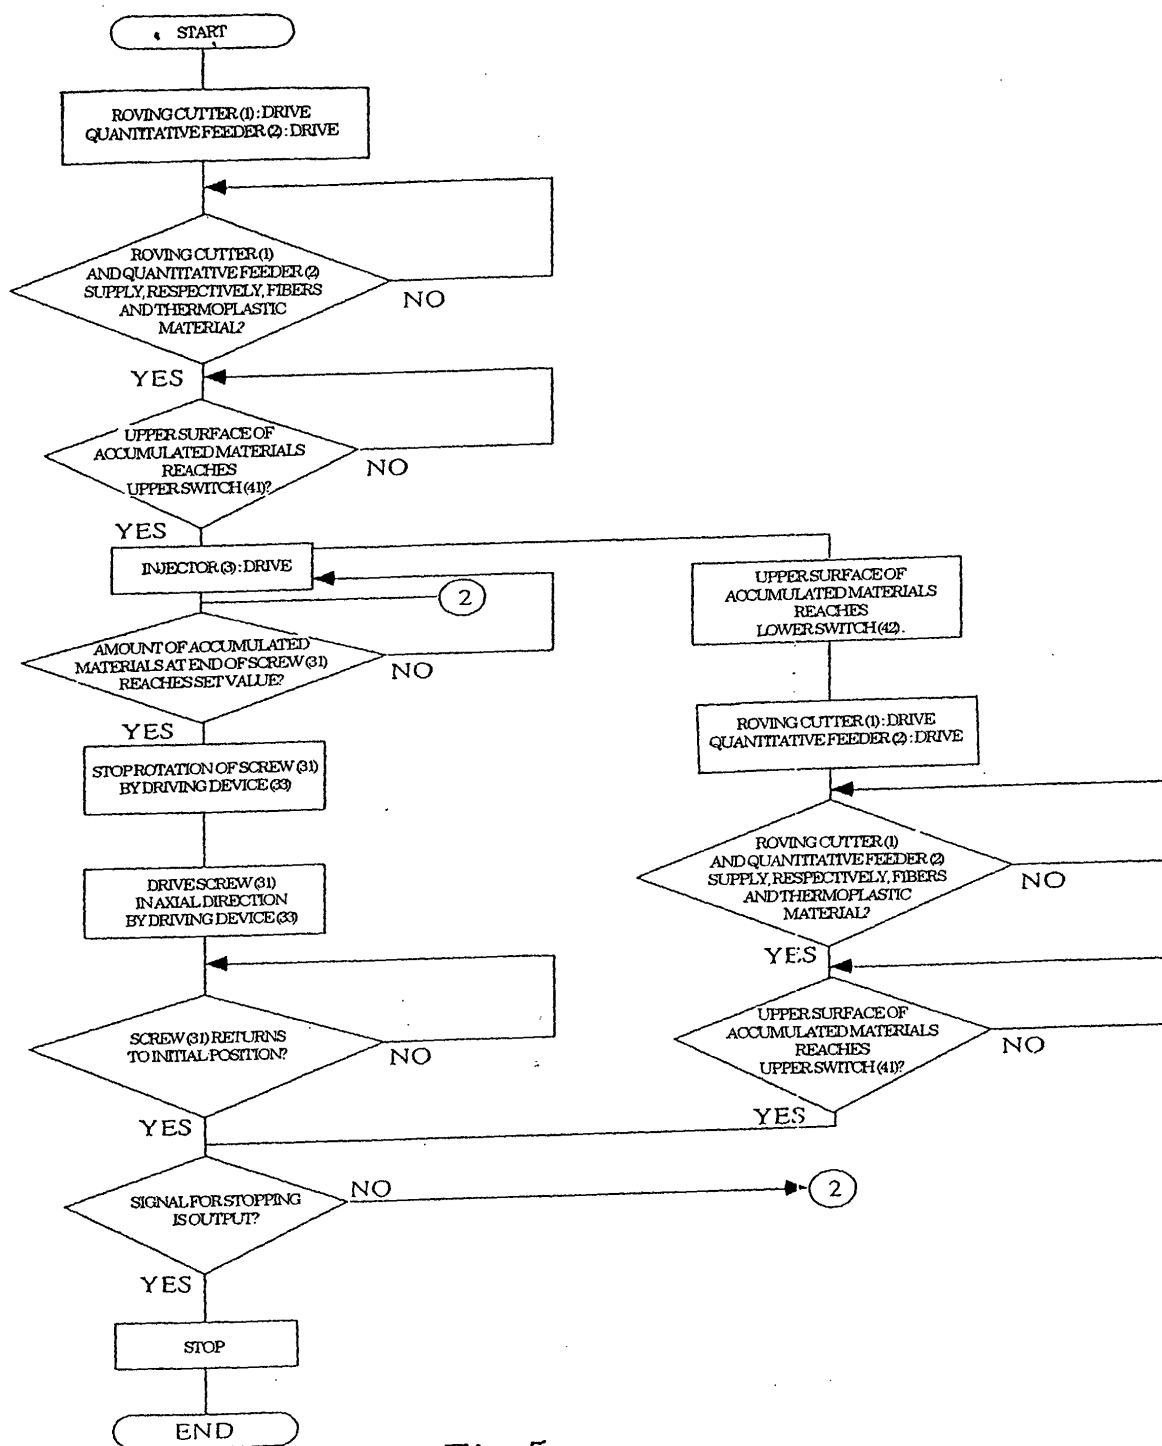 START
ROVING CUTTER (1) : DRIVE
QUANTITATIVE FEEDER (2) : DRIVE
ROVING CUTTER (1)
AND QUANTITATIVE FEEDER (2)
SUPPLY, RESPECTIVELY, FIBERS
AND THERMOPLASTIC
MATERIAL?
NO
YES
UPPER SURFACE OF
ACCUMULATED MATERIALS
REACHES
UPPER SWITCH (41)?
NO
YES
INJECTOR (3) : DRIVE
2
AMOUNT OF ACCUMULATED
MATERIALS AT END OF SCREW (31)
REACHES SET VALUE?
NO
YES
STOP ROTATION OF SCREW (31)
BY DRIVING DEVICE (33)
DRIVE SCREW (31)
IN AXIAL DIRECTION
BY DRIVING DEVICE (33)
SCREW (31) RETURNS
TO INITIAL POSITION?
NO
YES
UPPER SURFACE OF
ACCUMULATED MATERIALS
REACHES
LOWER SWITCH (42).
ROVING CUTTER (1) : DRIVE
QUANTITATIVE FEEDER (2) : DRIVE
ROVING CUTTER (1)
AND QUANTITATIVE FEEDER (2)
SUPPLY, RESPECTIVELY, FIBERS
AND THERMOPLASTIC
MATERIAL?
NO
YES
UPPER SURFACE OF
ACCUMULATED MATERIALS
REACHES
UPPER SWITCH (41)?
NO
YES
SIGNAL FOR STOPPING
IS OUTPUT?
NO
2
YES
STOP
END